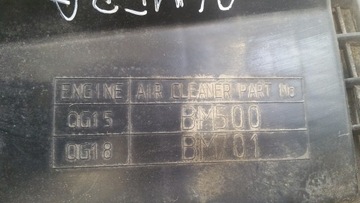 ENGINE AIR CLEANER PART No
QG15 BM500
QG18 BM701